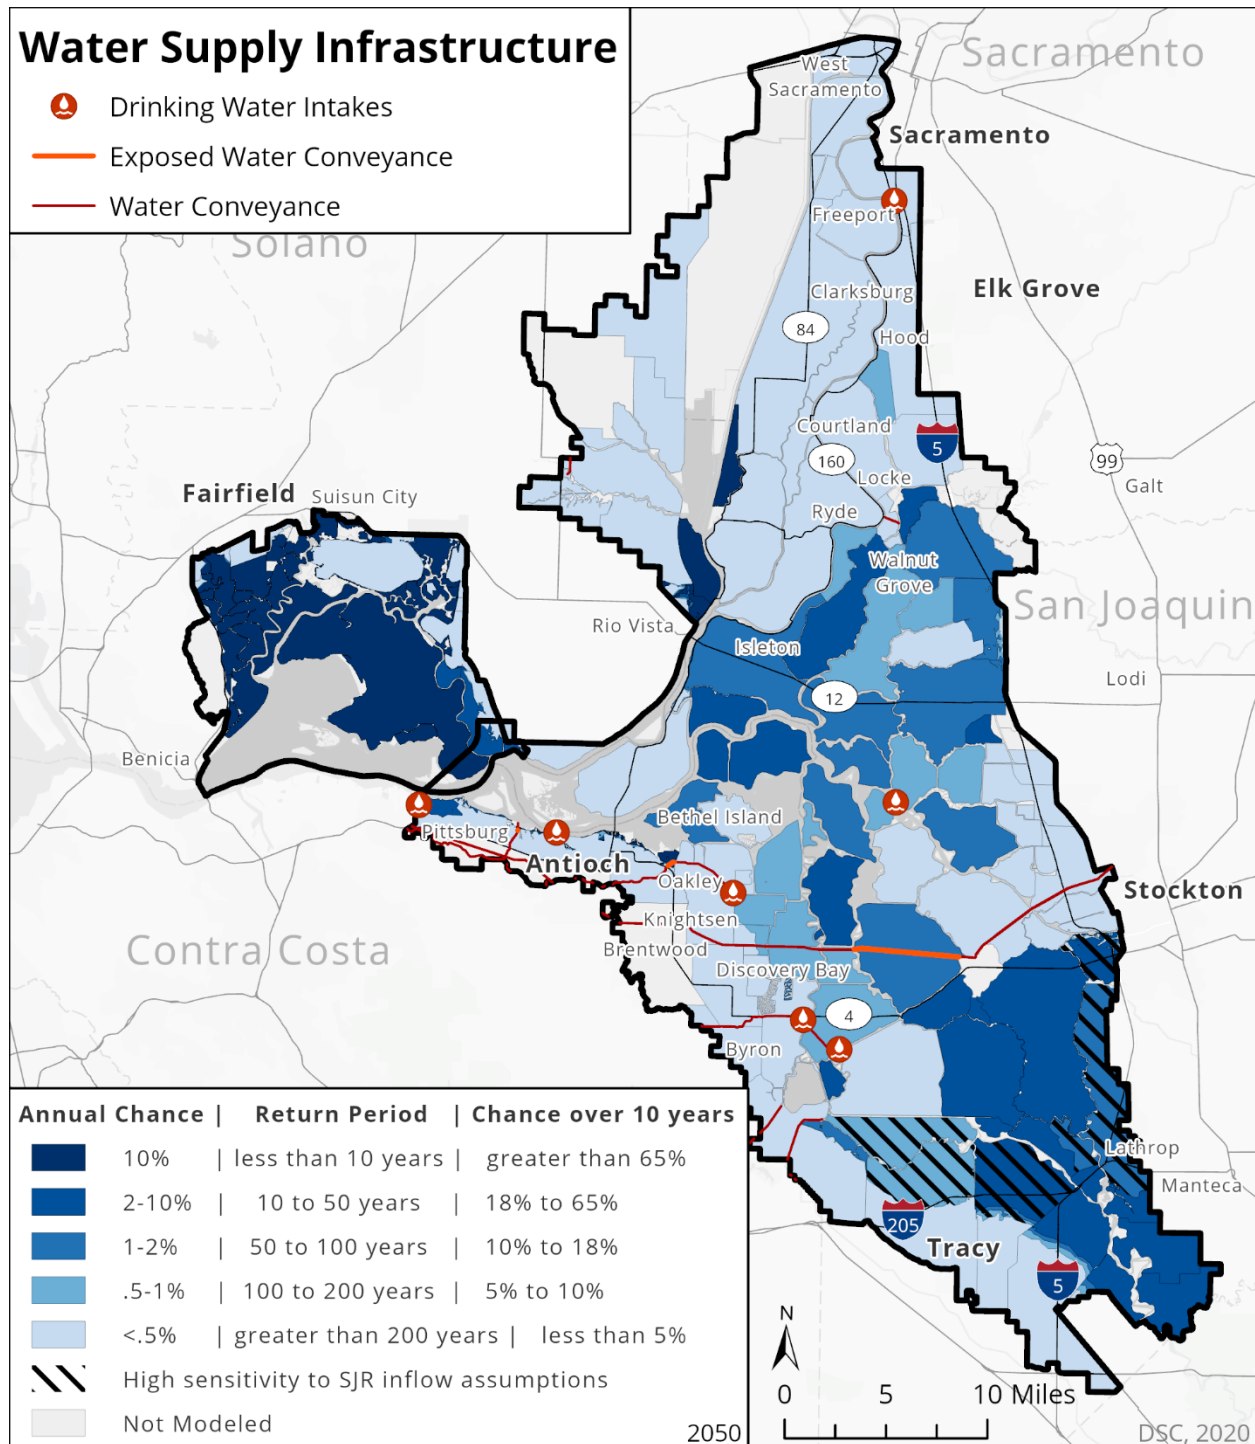 Water Supply Infrastructure
Drinking Water Intakes
Exposed Water Conveyance
Water Conveyance
Sacramento
West
Sacramento
Sacramento
Freeport
Solano
Elk Grove
Clarksburg
84
Hood
Courtland
5
160
99
Locke
Galt
Fairfield
Suisun City
Ryde
Walnut
Grove
San Joaquin
Rio Vista
Isleton
Lodi
12
Benicia
Bethel Island
Pittsburg
Antioch
Oakley
Stockton
Knightsen
Brentwood
Contra Costa
Discovery Bay
4
Byron
Annual Chance | Return Period | Chance over 10 years
10% | less than 10 years | greater than 65%
2-10% | 10 to 50 years | 18% to 65%
1-2% | 50 to 100 years | 10% to 18%
.5-1% | 100 to 200 years | 5% to 10%
<.5% | greater than 200 years | less than 5%
High sensitivity to SJR inflow assumptions
Not Modeled
Lathrop
Manteca
205
Tracy
5
N
0 5 10 Miles
2050
DSC, 2020